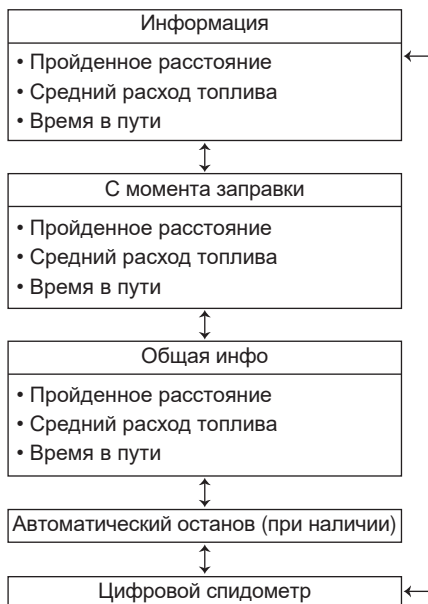 Информация
• Пройденное расстояние
• Средний расход топлива
• Время в пути
С момента заправки
• Пройденное расстояние
• Средний расход топлива
• Время в пути
Общая инфо
• Пройденное расстояние
• Средний расход топлива
• Время в пути
Автоматический останов (при наличии)
Цифровой спидометр